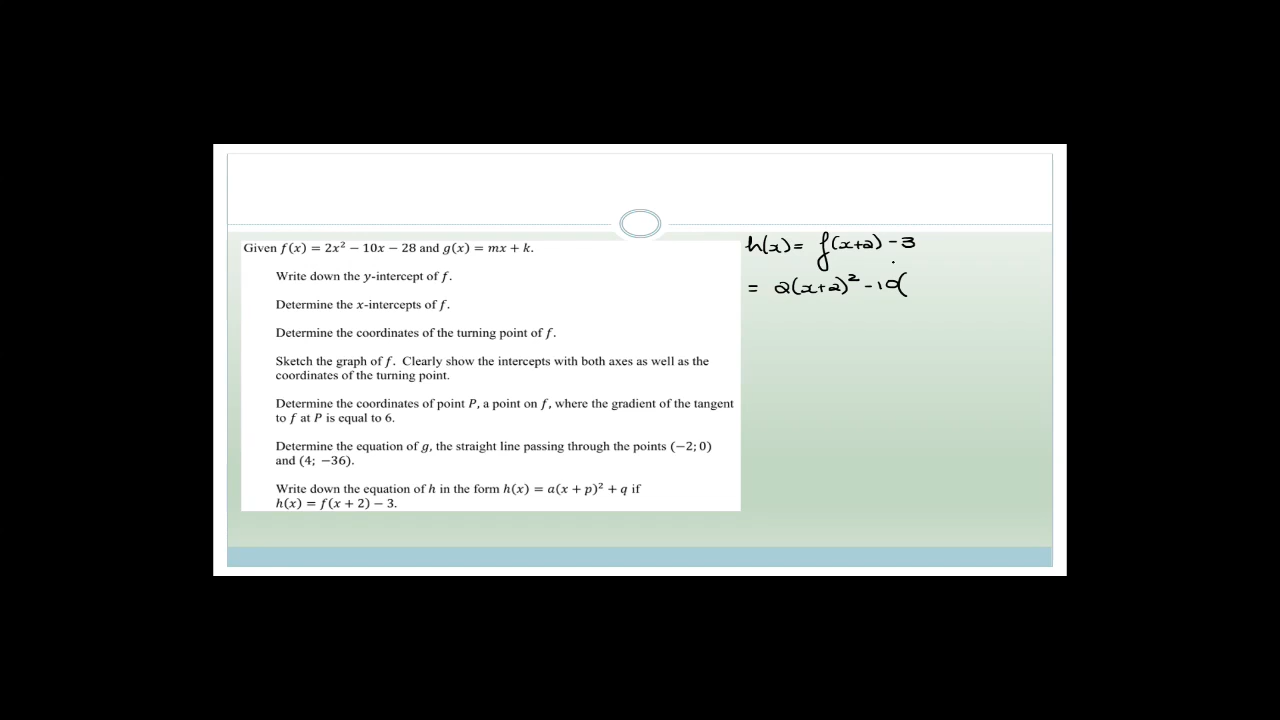 Given f(x) = 2x² − 10x − 28 and g(x) = mx + k.
Write down the y-intercept of f.
Determine the x-intercepts of f.
Determine the coordinates of the turning point of f.
Sketch the graph of f. Clearly show the intercepts with both axes as well as the
coordinates of the turning point.
Determine the coordinates of point P, a point on f, where the gradient of the tangent
to f at P is equal to 6.
Determine the equation of g, the straight line passing through the points (−2; 0)
and (4; −36).
Write down the equation of h in the form h(x) = a(x + p)² + q if
h(x) = f(x + 2) − 3.
h(x) = f(x+2) − 3
= 2(x+2)² − 10(